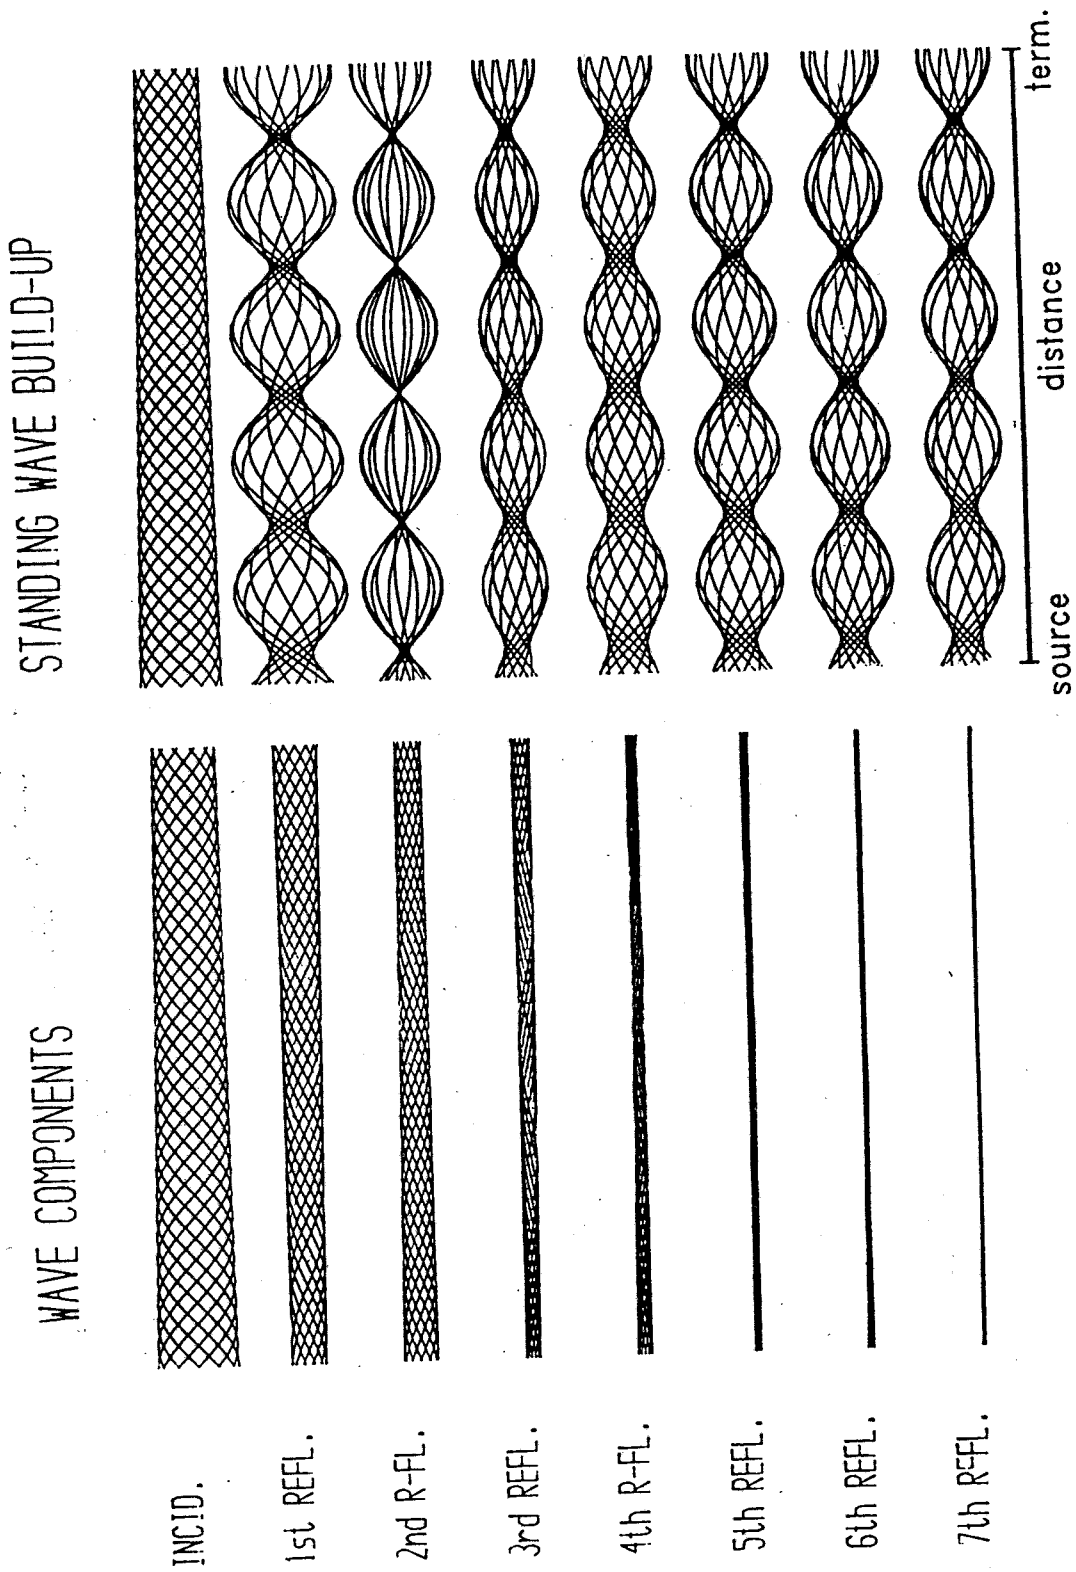 WAVE COMPONENTS
STANDING WAVE BUILD-UP
INCID.
1st REFL.
2nd R-FL.
3rd REFL.
4th R-FL.
5th REFL.
6th REFL.
7th REFL.
source
distance
term.